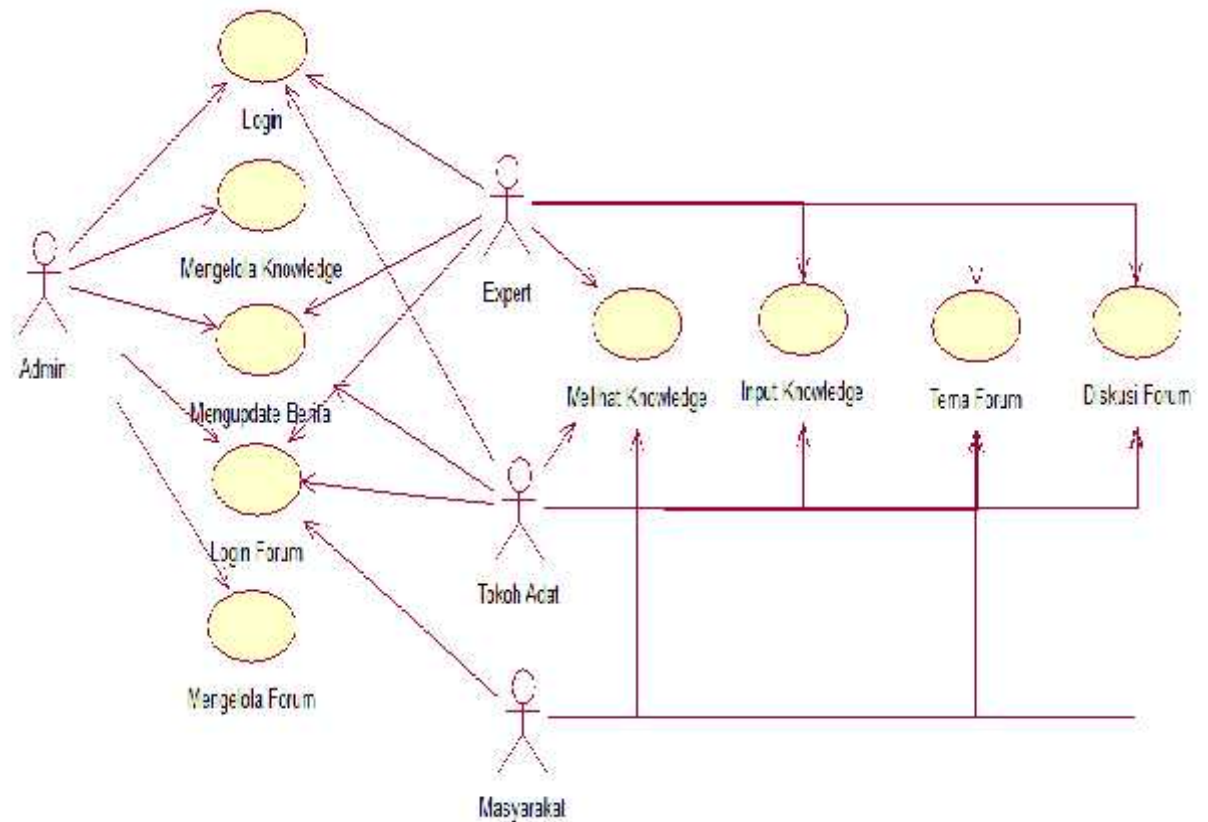 Login
Mengelola Knowledge
Expert
Admin
Mengupdate Berita
Melihat Knowledge
Input Knowledge
Tema Forum
Diskusi Forum
Login Forum
Tokoh Adat
Mengelola Forum
Masyarakat